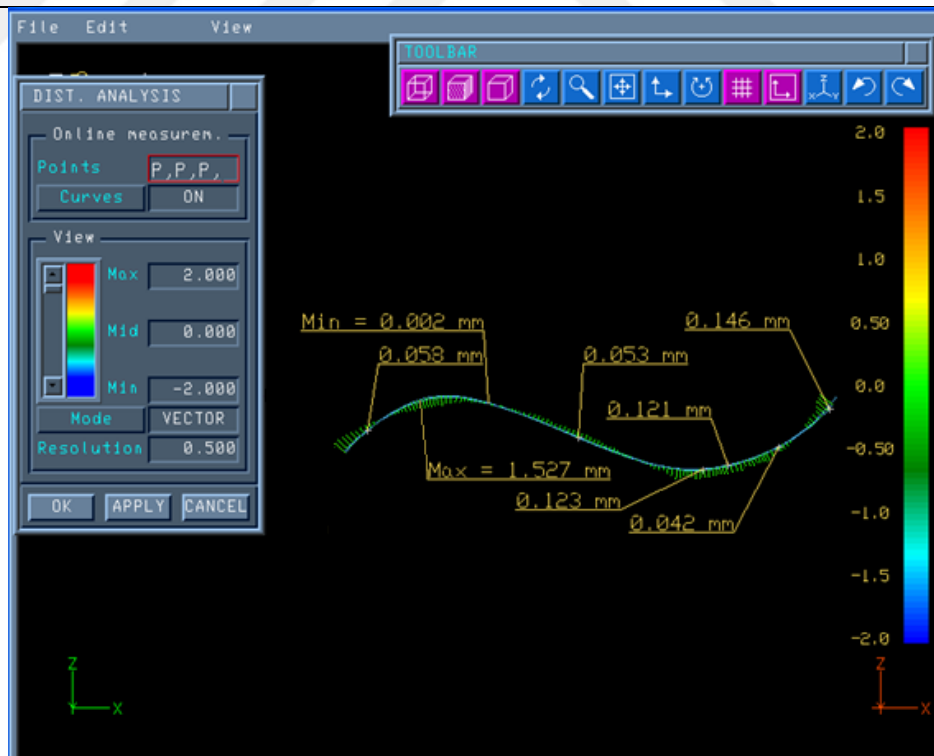 File Edit View
TOOLBAR
DIST. ANALYSIS
Online measurem.
Points P,P,P,
Curves ON
View
Max 2.000
Mid 0.000
Min -2.000
Mode VECTOR
Resolution 0.500
OK APPLY CANCEL
Min = 0.002 mm
0.146 mm
0.058 mm
0.053 mm
0.121 mm
Max = 1.527 mm
0.123 mm
0.042 mm
2.0
1.5
1.0
0.50
0.0
-0.50
-1.0
-1.5
-2.0
Z
X
Z
X